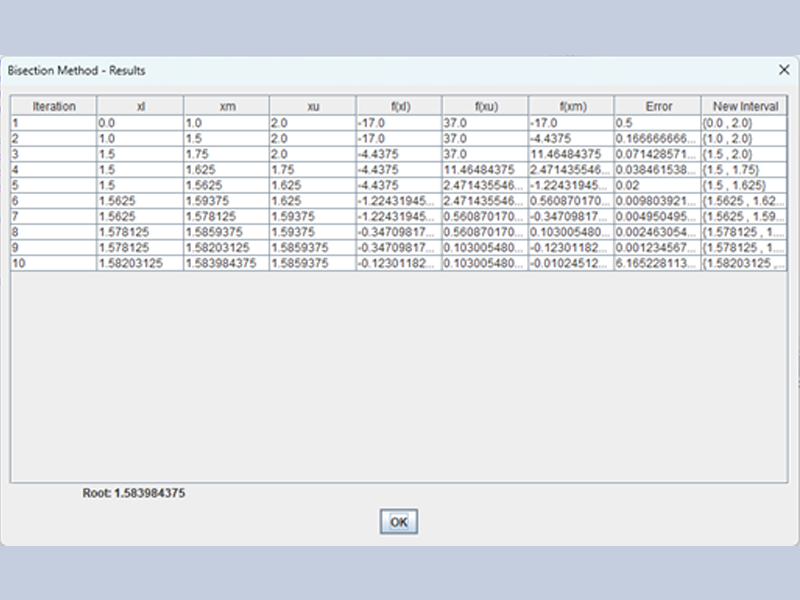 Bisection Method - Results
Iteration xl xm xu f(xl) f(xu) f(xm) Error New Interval
1 0.0 1.0 2.0 -17.0 37.0 -17.0 0.5 {0.0 , 2.0}
2 1.0 1.5 2.0 -17.0 37.0 -4.4375 0.166666666... {1.0 , 2.0}
3 1.5 1.75 2.0 -4.4375 37.0 11.46484375 0.071428571... {1.5 , 2.0}
4 1.5 1.625 1.75 -4.4375 11.46484375 2.471435546... 0.038461538... {1.5 , 1.75}
5 1.5 1.5625 1.625 -4.4375 2.471435546... -1.22431945... 0.02 {1.5 , 1.625}
6 1.5625 1.59375 1.625 -1.22431945... 2.471435546... 0.560870170... 0.009803921... {1.5625 , 1.62...
7 1.5625 1.578125 1.59375 -1.22431945... 0.560870170... -0.34709817... 0.004950495... {1.5625 , 1.59...
8 1.578125 1.5859375 1.59375 -0.34709817... 0.560870170... 0.103005480... 0.002463054... {1.578125 , 1....
9 1.578125 1.58203125 1.5859375 -0.34709817... 0.103005480... -0.12301182... 0.001234567... {1.578125 , 1....
10 1.58203125 1.583984375 1.5859375 -0.12301182... 0.103005480... -0.01024512... 6.165228113... {1.58203125 ,...
Root: 1.583984375
OK